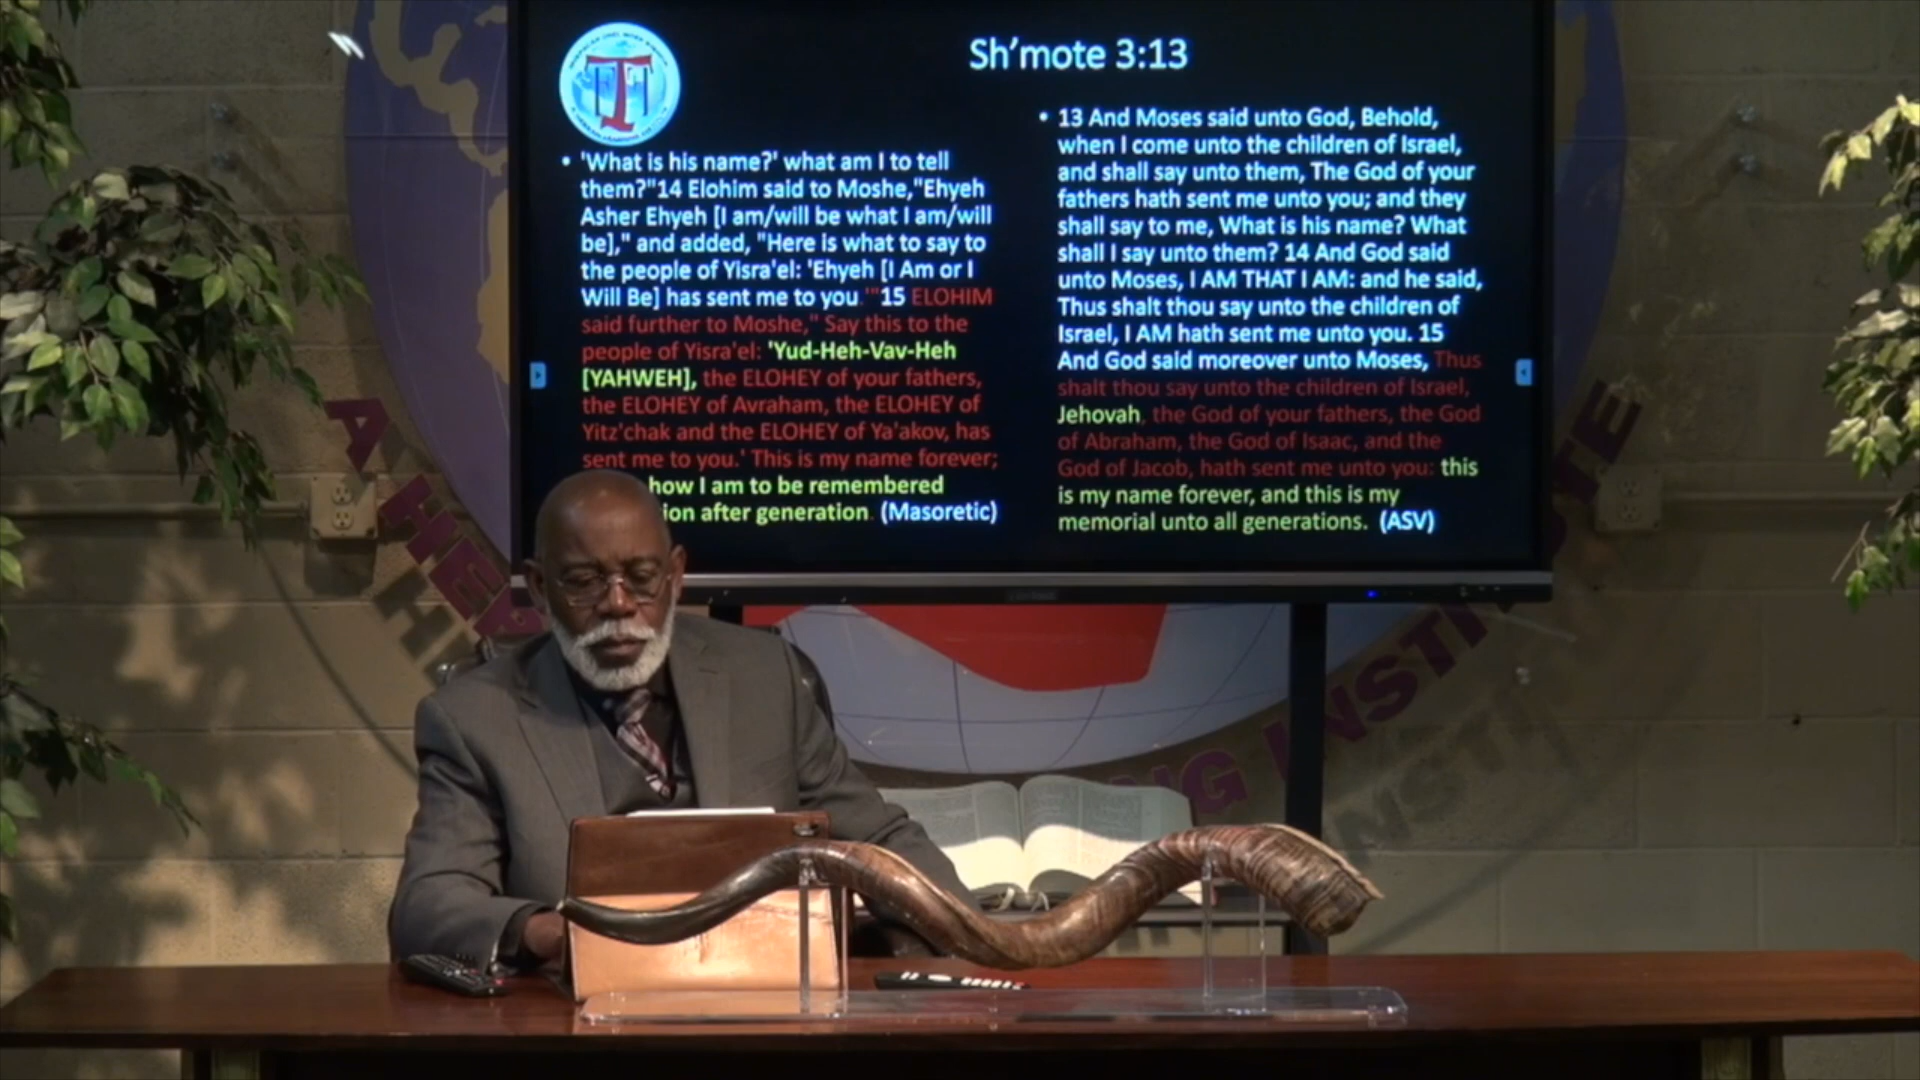 Sh'mote 3:13
• 'What is his name?' what am I to tell
them?"14 Elohim said to Moshe,"Ehyeh
Asher Ehyeh [I am/will be what I am/will
be]," and added, "Here is what to say to
the people of Yisra'el: 'Ehyeh [I Am or I
Will Be] has sent me to you.'"15 ELOHIM
said further to Moshe," Say this to the
people of Yisra'el: 'Yud-Heh-Vav-Heh
[YAHWEH], the ELOHEY of your fathers,
the ELOHEY of Avraham, the ELOHEY of
Yitz'chak and the ELOHEY of Ya'akov, has
sent me to you.' This is my name forever;
how I am to be remembered
ion after generation. (Masoretic)
• 13 And Moses said unto God, Behold,
when I come unto the children of Israel,
and shall say unto them, The God of your
fathers hath sent me unto you; and they
shall say to me, What is his name? What
shall I say unto them? 14 And God said
unto Moses, I AM THAT I AM: and he said,
Thus shalt thou say unto the children of
Israel, I AM hath sent me unto you. 15
And God said moreover unto Moses, Thus
shalt thou say unto the children of Israel,
Jehovah, the God of your fathers, the God
of Abraham, the God of Isaac, and the
God of Jacob, hath sent me unto you: this
is my name forever, and this is my
memorial unto all generations. (ASV)
A HEB
NG INSTI TE